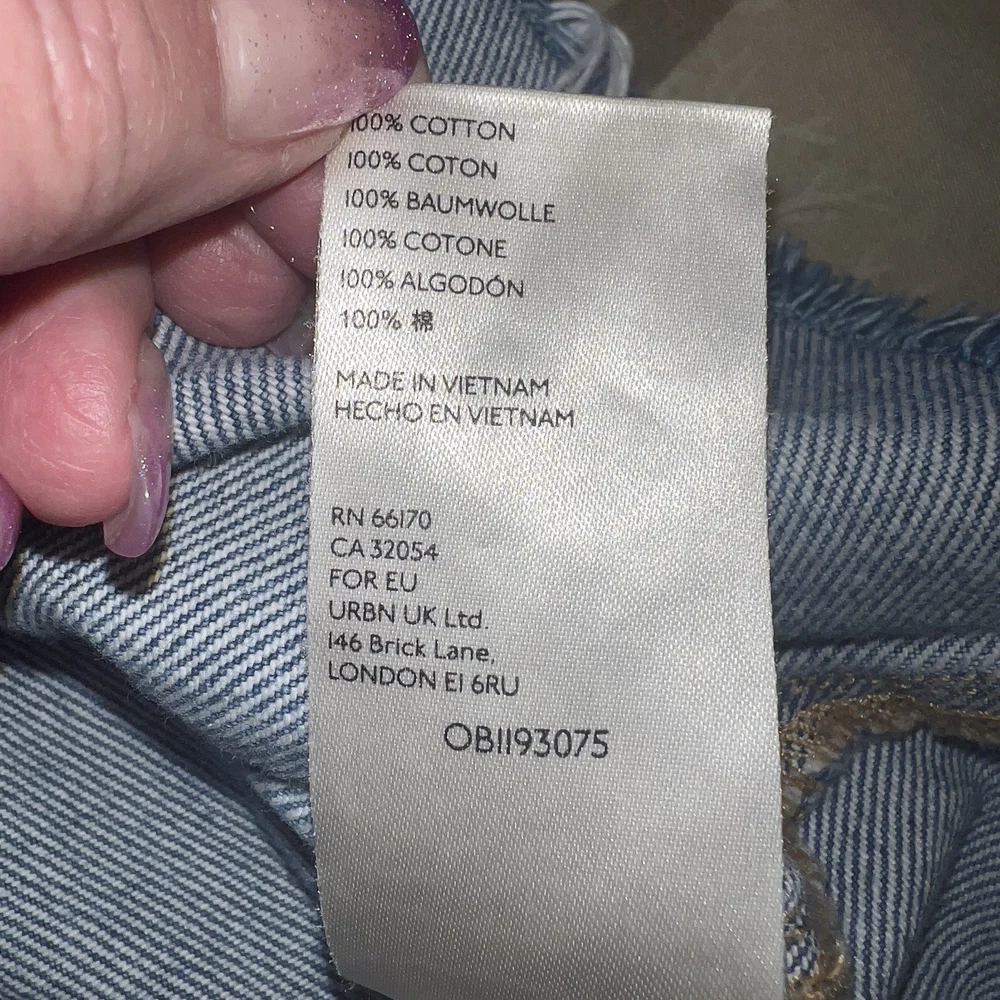 100% COTTON
100% COTON
100% BAUMWOLLE
100% COTONE
100% ALGODÓN
100% 棉
MADE IN VIETNAM
HECHO EN VIETNAM
RN 66170
CA 32054
FOR EU
URBN UK Ltd.
146 Brick Lane,
LONDON E1 6RU
OB1193075